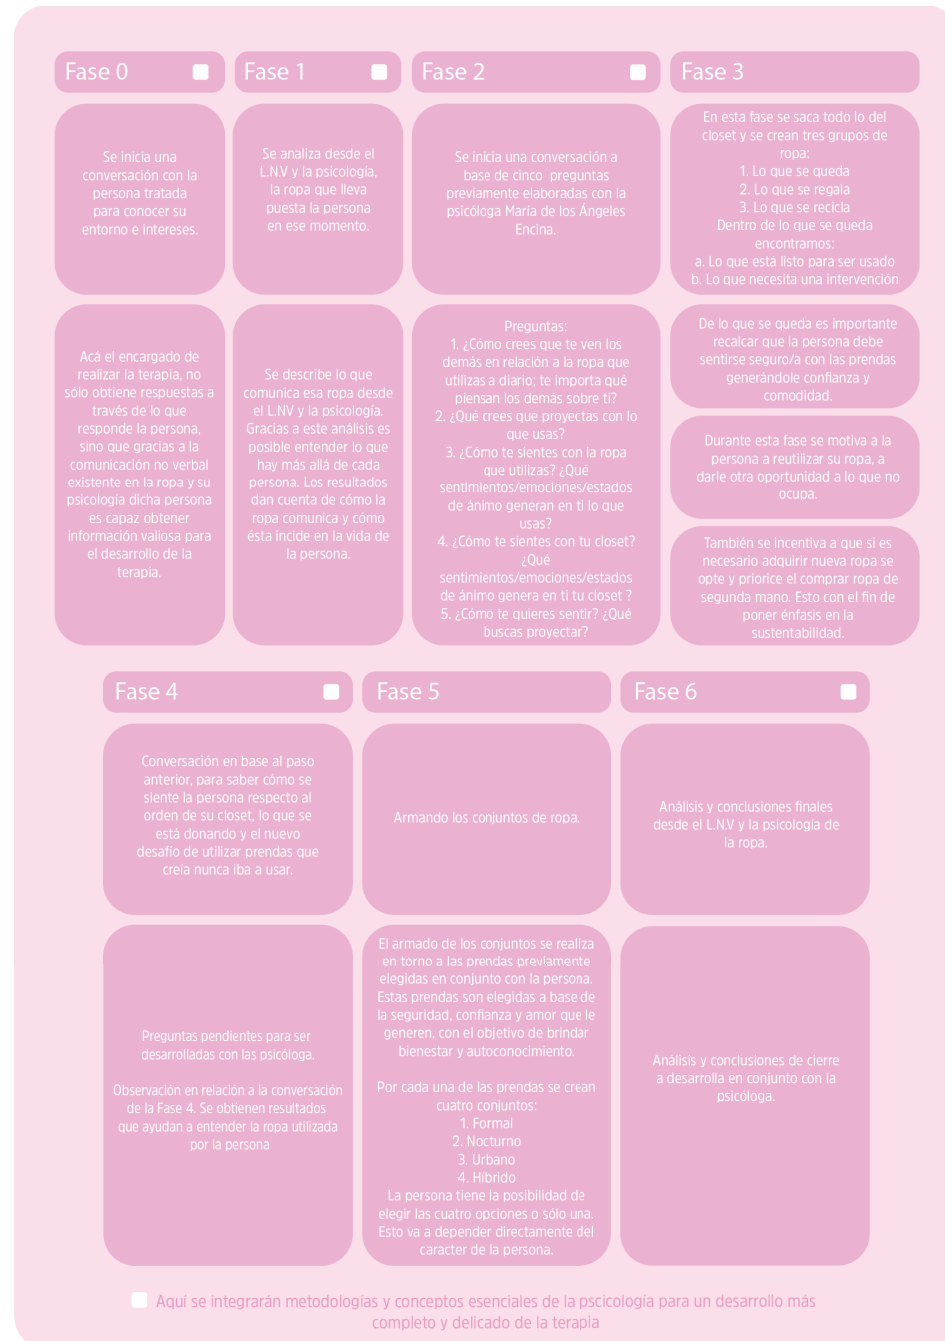 Fase 0
Se inicia una
conversación con la
persona tratada
para conocer su
entorno e intereses.
Acá el encargado de
realizar la terapia, no
sólo obtiene respuestas a
través de lo que
responde la persona,
sino que gracias a la
comunicación no verbal
existente en la ropa y su
psicología dicha persona
es capaz obtener
información valiosa para
el desarrollo de la
terapia.
Fase 1
Se analiza desde el
L.N.V y la psicología,
la ropa que lleva
puesta la persona
en ese momento.
Se describe lo que
comunica esa ropa desde
el L.NV y la psicología.
Gracias a este análisis es
posible entender lo que
hay más allá de cada
persona. Los resultados
dan cuenta de cómo la
ropa comunica y cómo
ésta incide en la vida de
la persona.
Fase 2
Se inicia una conversación a
base de cinco preguntas
previamente elaboradas con la
psicóloga María de los Ángeles
Encina.
Preguntas:
1. ¿Cómo crees que te ven los
demás en relación a la ropa que
utilizas a diario; te importa qué
piensan los demás sobre ti?
2. ¿Qué crees que proyectas con lo
que usas?
3. ¿Cómo te sientes con la ropa
que utilizas? ¿Qué
sentimientos/emociones/estados
de ánimo generan en ti lo que
usas?
4. ¿Cómo te sientes con tu closet?
¿Qué
sentimientos/emociones/estados
de ánimo genera en ti tu closet ?
5. ¿Cómo te quieres sentir? ¿Qué
buscas proyectar?
Fase 3
En esta fase se saca todo lo del
closet y se crean tres grupos de
ropa:
1. Lo que se queda
2. Lo que se regala
3. Lo que se recicla
Dentro de lo que se queda
encontramos:
a. Lo que está listo para ser usado
b. Lo que necesita una intervención
De lo que se queda es importante
recalcar que la persona debe
sentirse seguro/a con las prendas
generándole confianza y
comodidad.
Durante esta fase se motiva a la
persona a reutilizar su ropa, a
darle otra oportunidad a lo que no
ocupa.
También se incentiva a que si es
necesario adquirir nueva ropa se
opte y priorice el comprar ropa de
segunda mano. Esto con el fin de
poner énfasis en la
sustentabilidad.
Fase 4
Conversación en base al paso
anterior, para saber cómo se
siente la persona respecto al
orden de su closet, lo que se
está donando y el nuevo
desafío de utilizar prendas que
creía nunca iba a usar.
Preguntas pendientes para ser
desarrolladas con las psicóloga.
Observación en relación a la conversación
de la Fase 4. Se obtienen resultados
que ayudan a entender la ropa utilizada
por la persona
Fase 5
Armando los conjuntos de ropa.
El armado de los conjuntos se realiza
en torno a las prendas previamente
elegidas en conjunto con la persona.
Estas prendas son elegidas a base de
la seguridad, confianza y amor que le
generen, con el objetivo de brindar
bienestar y autoconocimiento.
Por cada una de las prendas se crean
cuatro conjuntos:
1. Formal
2. Nocturno
3. Urbano
4. Híbrido
La persona tiene la posibilidad de
elegir las cuatro opciones o sólo una.
Esto va a depender directamente del
caracter de la persona.
Fase 6
Análisis y conclusiones finales
desde el L.N.V y la psicología de
la ropa.
Análisis y conclusiones de cierre
a desarrolla en conjunto con la
psicóloga.
Aquí se integrarán metodologías y conceptos esenciales de la pscicología para un desarrollo más
completo y delicado de la terapia